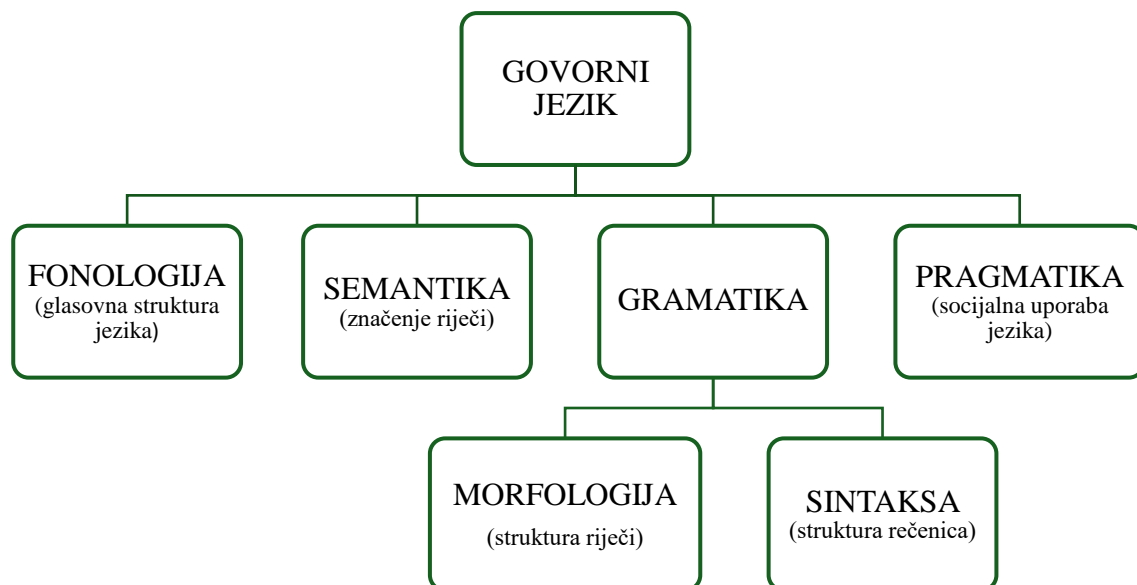 GOVORNI
JEZIK
FONOLOGIJA
(glasovna struktura
jezika)
SEMANTIKA
(značenje riječi)
GRAMATIKA
PRAGMATIKA
(socijalna uporaba
jezika)
MORFOLOGIJA
(struktura riječi)
SINTAKSA
(struktura rečenica)